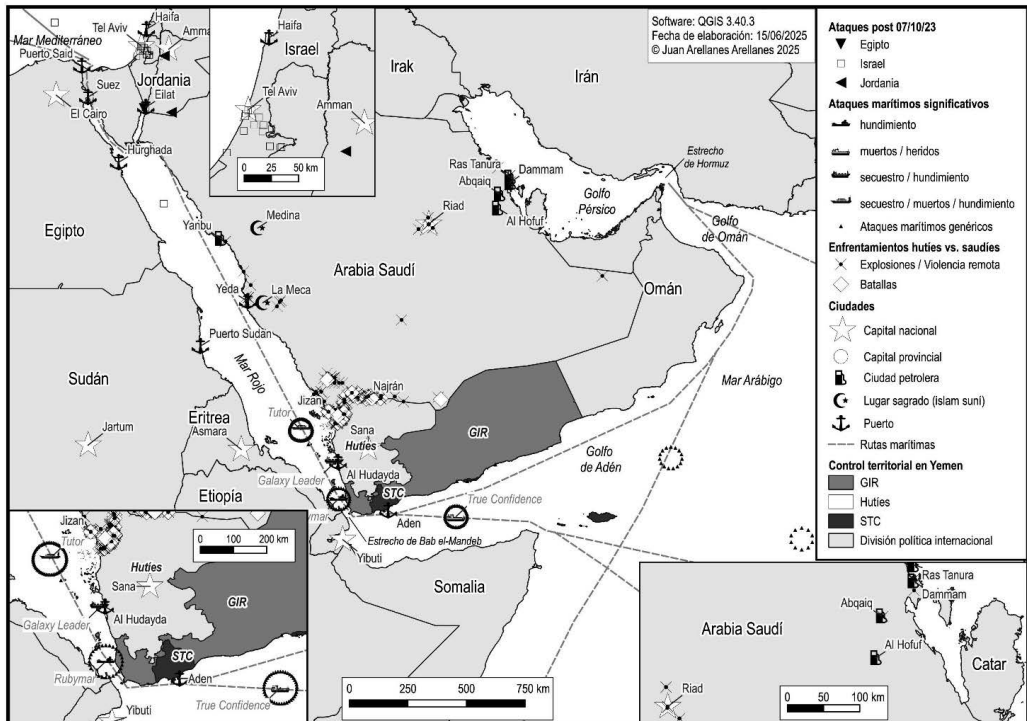 Software: QGIS 3.40.3
Fecha de elaboración: 15/06/2025
© Juan Arellanes Arellanes 2025
Haifa
Tel Aviv
Amma
Mar Mediterráneo
Puerto Said
Jordania
Suez
Eilat
El Cairo
Hurghada
Haifa
Israel
Tel Aviv
Amman
0 25 50 km
Irak
Irán
Estrecho
de Hormuz
Ras Tanura
Dammam
Abqaiq
Golfo
Pérsico
Al Hofuf
Golfo
de Omán
Riad
Medina
Yanbu
Egipto
Arabia Saudí
Omán
Yeda
La Meca
Puerto Sudán
Mar Rojo
Mar Arábigo
Sudán
Najrán
Jizan
Eritrea
Tutor
Sana
Hutíes
GIR
Jartum
Asmara
Golfo
de Adén
Al Hudayda
Galaxy Leader
STC
Etiopía
True Confidence
ymar
Aden
Estrecho de Bab el-Mandeb
Yibuti
Somalia
0 250 500 750 km
Jizan
0 100 200 km
Tutor
Hutíes
Sana
GIR
Al Hudayda
Galaxy Leader
STC
Rubymar
Aden
True Confidence
Yibuti
Ras Tanura
Dammam
Abqaiq
Arabia Saudí
Al Hofuf
Catar
Riad
0 50 100 km
Ataques post 07/10/23
Egipto
Israel
Jordania
Ataques marítimos significativos
hundimiento
muertos / heridos
secuestro / hundimiento
secuestro / muertos / hundimiento
Ataques marítimos genéricos
Enfrentamientos hutíes vs. saudíes
Explosiones / Violencia remota
Batallas
Ciudades
Capital nacional
Capital provincial
Ciudad petrolera
Lugar sagrado (islam suni)
Puerto
Rutas marítimas
Control territorial en Yemen
GIR
Hutíes
STC
División política internacional